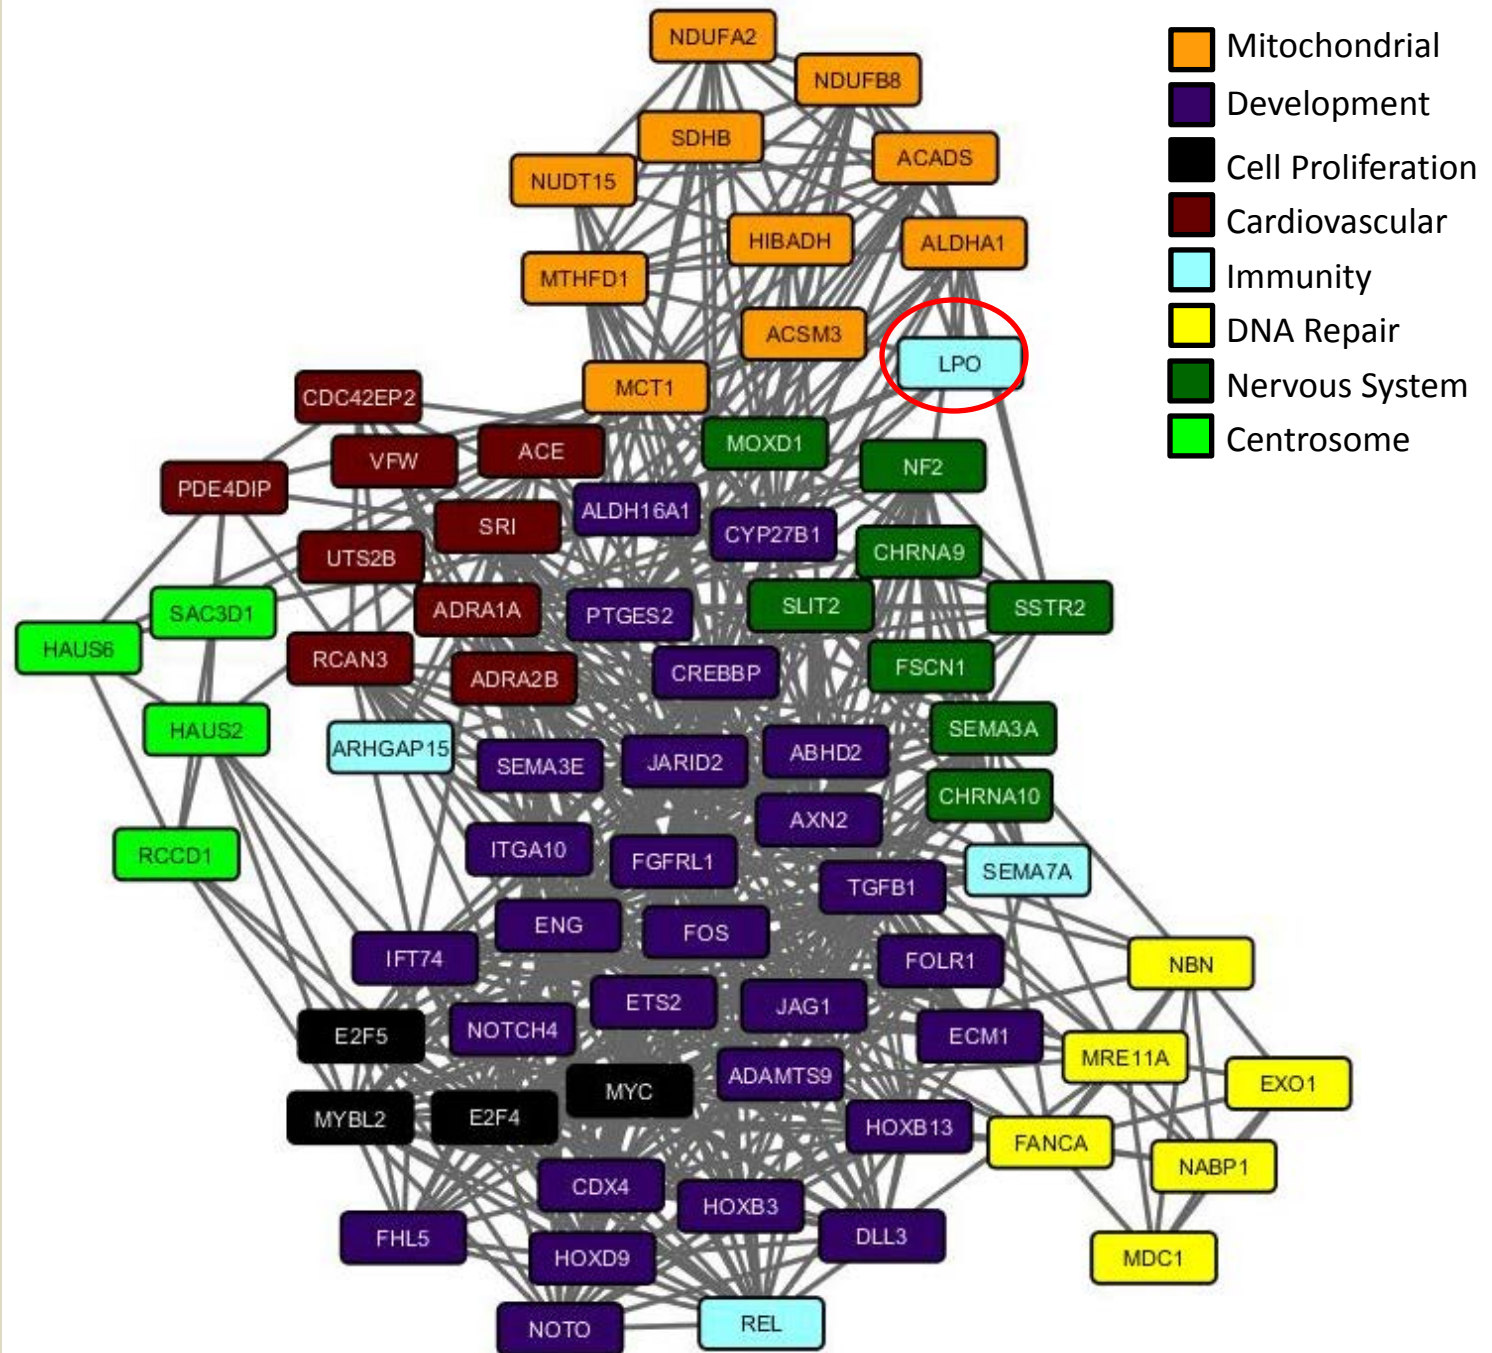 NDUFA2
NDUFB8
SDHB
ACADS
NUDT15
HIBADH
ALDHA1
MTHFD1
ACSM3
LPO
MCT1
CDC42EP2
MOXD1
ACE
VFW
NF2
PDE4DIP
ALDH16A1
SRI
CYP27B1
CHRNA9
UTS2B
SLIT2
SSTR2
ADRA1A
SAC3D1
PTGES2
HAUS6
RCAN3
FSCN1
CREBBP
ADRA2B
HAUS2
SEMA3A
ARHGAP15
ABHD2
JARID2
SEMA3E
CHRNA10
AXN2
ITGA10
RCCD1
FGFRL1
SEMA7A
TGFB1
ENG
FOS
IFT74
FOLR1
NBN
ETS2
JAG1
NOTCH4
E2F5
ECM1
MRE11A
ADAMTS9
EXO1
MYC
MYBL2
E2F4
HOXB13
FANCA
NABP1
CDX4
HOXB3
FHL5
DLL3
HOXD9
MDC1
NOTO
REL
Mitochondrial
Development
Cell Proliferation
Cardiovascular
Immunity
DNA Repair
Nervous System
Centrosome